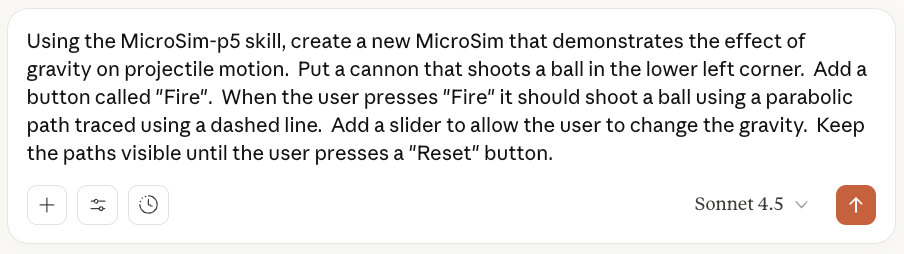 Using the MicroSim-p5 skill, create a new MicroSim that demonstrates the effect of
gravity on projectile motion.  Put a cannon that shoots a ball in the lower left corner.  Add a
button called "Fire".  When the user presses "Fire" it should shoot a ball using a parabolic
path traced using a dashed line.  Add a slider to allow the user to change the gravity.  Keep
the paths visible until the user presses a "Reset" button.
Sonnet 4.5